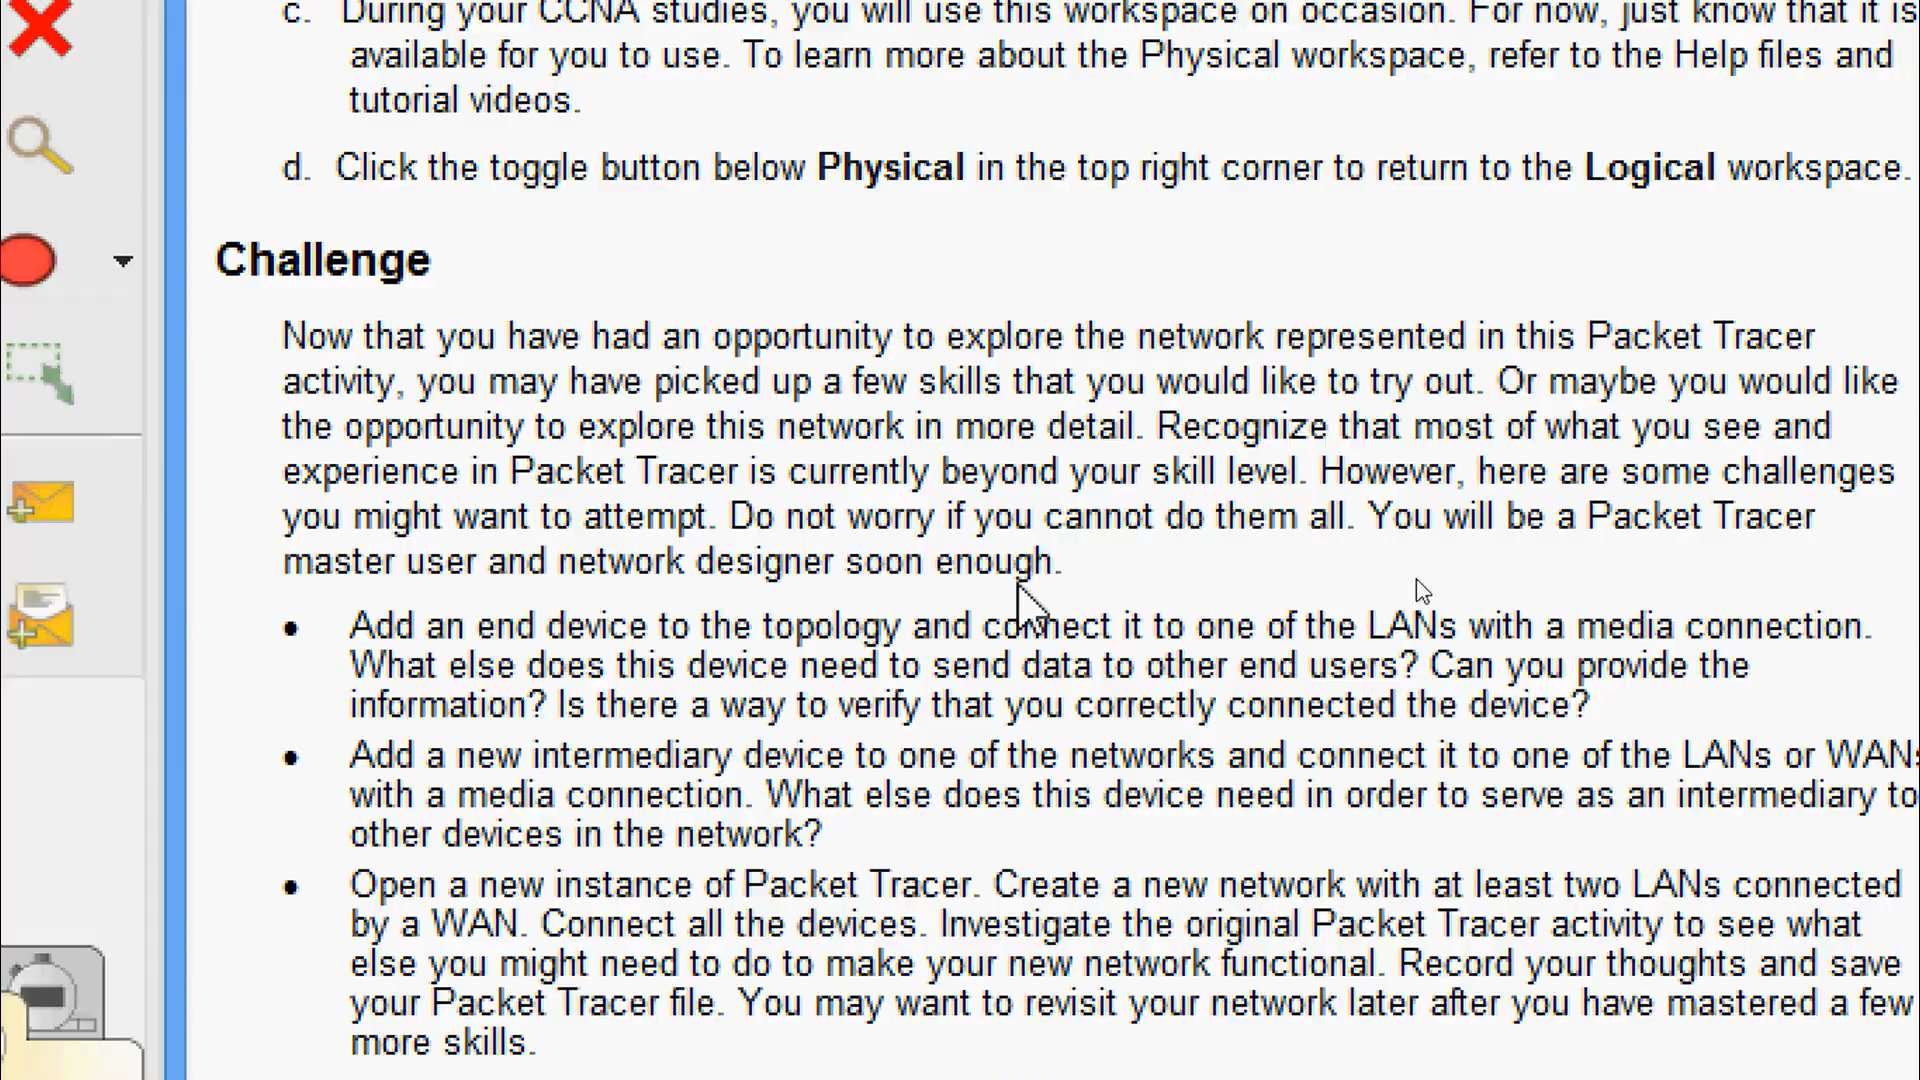 c. During your CCNA studies, you will use this workspace on occasion. For now, just know that it is
available for you to use. To learn more about the Physical workspace, refer to the Help files and
tutorial videos.
d. Click the toggle button below Physical in the top right corner to return to the Logical workspace.
Challenge
Now that you have had an opportunity to explore the network represented in this Packet Tracer
activity, you may have picked up a few skills that you would like to try out. Or maybe you would like
the opportunity to explore this network in more detail. Recognize that most of what you see and
experience in Packet Tracer is currently beyond your skill level. However, here are some challenges
you might want to attempt. Do not worry if you cannot do them all. You will be a Packet Tracer
master user and network designer soon enough.
• Add an end device to the topology and connect it to one of the LANs with a media connection.
What else does this device need to send data to other end users? Can you provide the
information? Is there a way to verify that you correctly connected the device?
• Add a new intermediary device to one of the networks and connect it to one of the LANs or WANs
with a media connection. What else does this device need in order to serve as an intermediary to
other devices in the network?
• Open a new instance of Packet Tracer. Create a new network with at least two LANs connected
by a WAN. Connect all the devices. Investigate the original Packet Tracer activity to see what
else you might need to do to make your new network functional. Record your thoughts and save
your Packet Tracer file. You may want to revisit your network later after you have mastered a few
more skills.